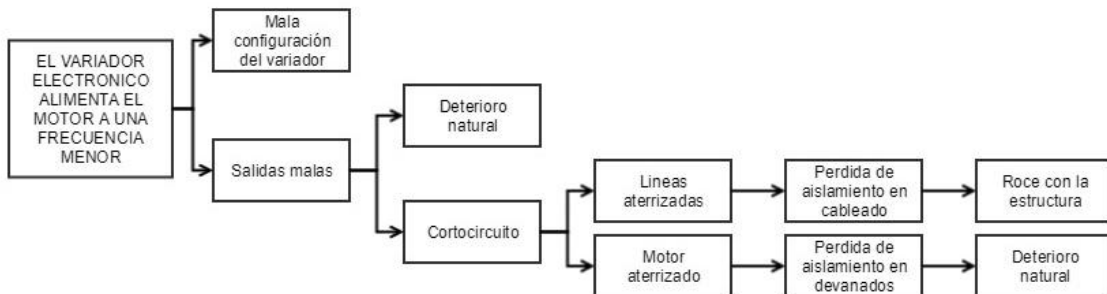 EL VARIADOR
ELECTRONICO
ALIMENTA EL
MOTOR A UNA
FRECUENCIA
MENOR
Mala
configuración
del variador
Salidas malas
Deterioro
natural
Cortocircuito
Lineas
aterrizadas
Perdida de
aislamiento en
cableado
Roce con la
estructura
Motor
aterrizado
Perdida de
aislamiento en
devanados
Deterioro
natural